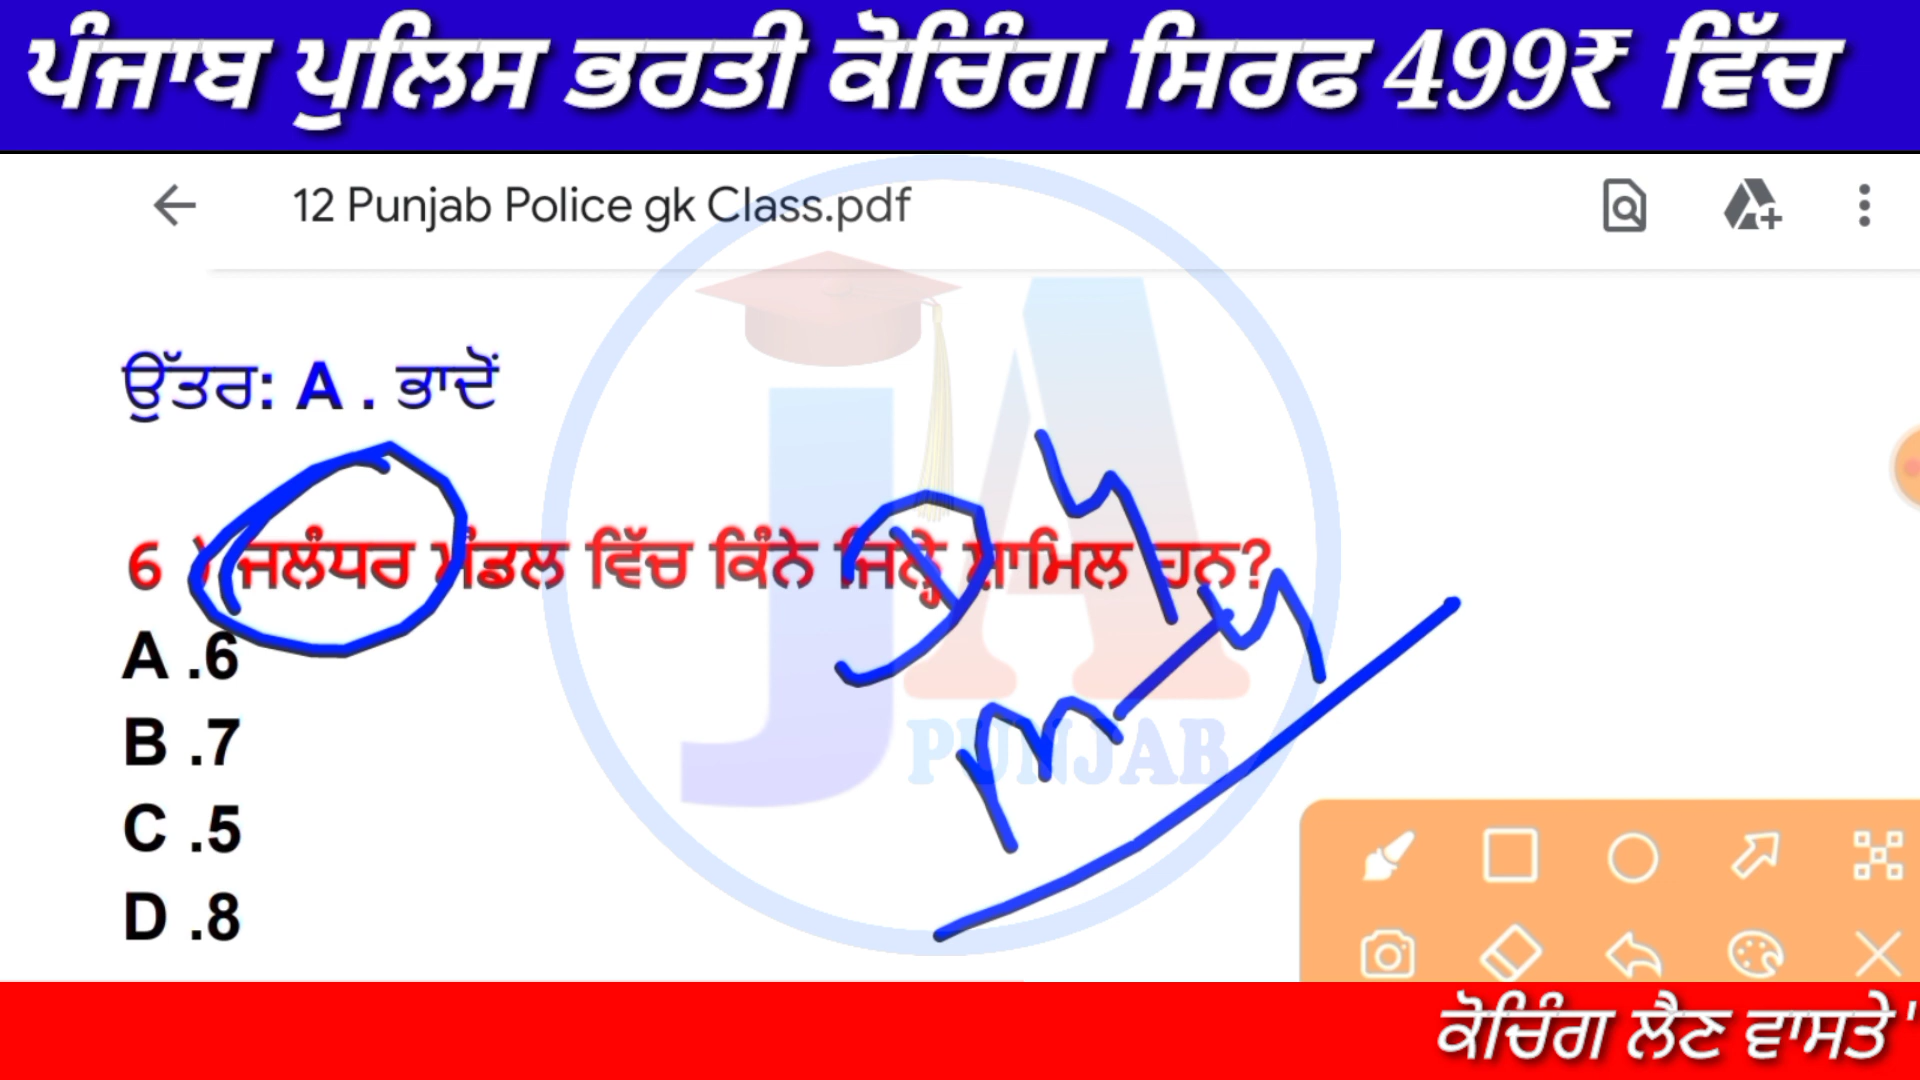 ਪੰਜਾਬ ਪੁਲਿਸ ਭਰਤੀ ਕੋਚਿੰਗ ਸਿਰਫ 499₹ ਵਿੱਚ
12 Punjab Police gk Class.pdf
ਉੱਤਰ: A . ਭਾਦੋਂ
6 ) ਜਲੰਧਰ ਮੰਡਲ ਵਿੱਚ ਕਿੰਨੇ ਜਿਲ੍ਹੇ ਸ਼ਾਮਿਲ ਹਨ?
A .6
B .7
C .5
D .8
JA
PUNJAB
ਕੋਚਿੰਗ ਲੈਣ ਵਾਸਤੇ '